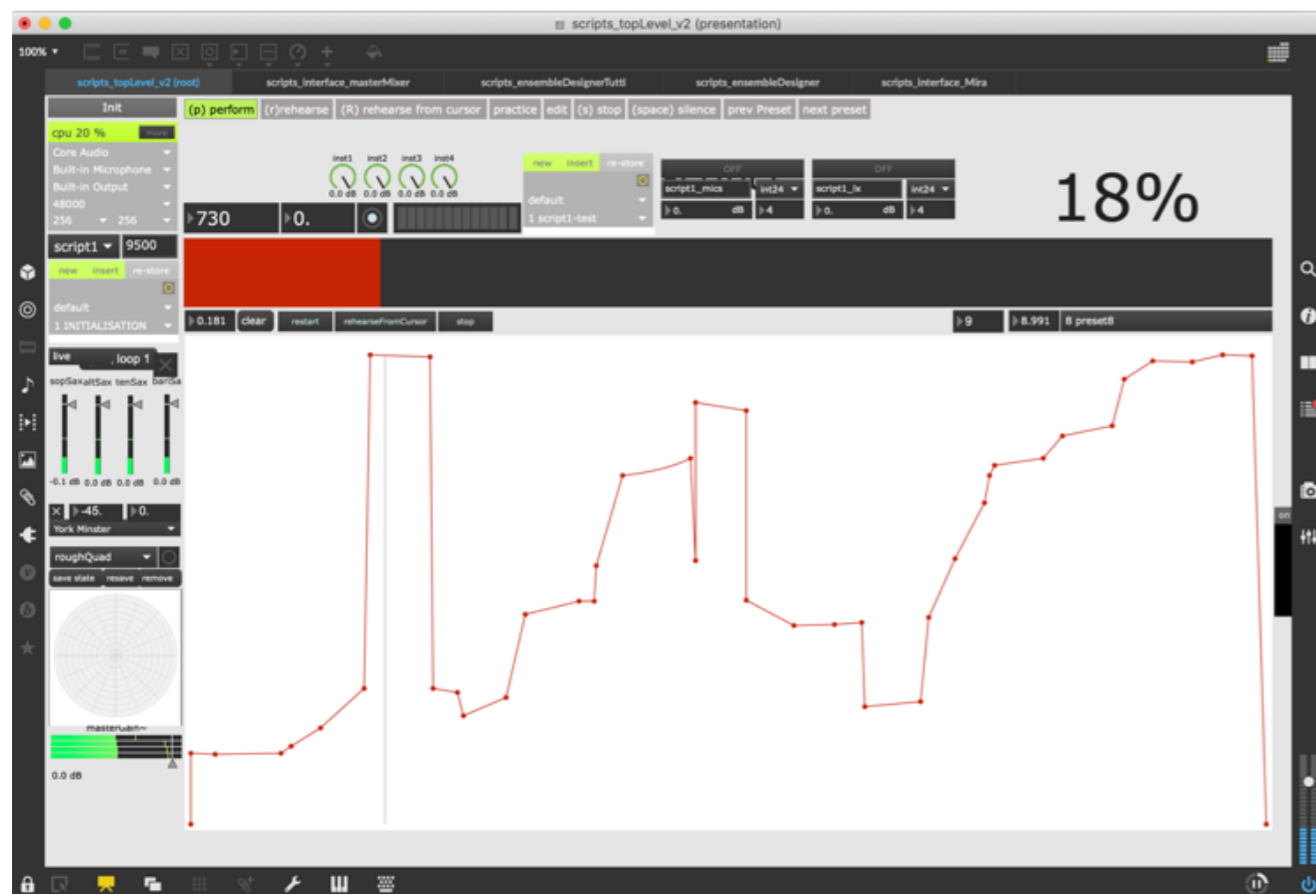 scripts_topLevel_v2 (presentation)
100%
scripts_topLevel_v2 (root) scripts_interface_masterMixer scripts_ensembleDesignerTutti scripts_ensembleDesigner scripts_interface_Mira
Init (p) perform (r)rehearse (R) rehearse from cursor practice edit (s) stop (space) silence prev Preset next preset
cpu 20 % more
Core Audio
Built-in Microphone
Built-in Output
48000
256 256
inst1 inst2 inst3 inst4
0.0 dB 0.0 dB 0.0 dB 0.0 dB
730 0.
new insert re-store
default
1 script1-test
OFF OFF
script1_mics int24 script1_lx int24
0. dB 4 0. dB 4
18%
script1 9500
new insert re-store
default
1 INITIALISATION
0.181 clear restart rehearseFromCursor stop 9 8.991 8 preset8
live , loop 1
sopSax altSax tenSax bariSa
-0.1 dB 0.0 dB 0.0 dB 0.0 dB
-45. 0.
York Minster
roughQuad
save state resave remove
masterGain~
0.0 dB
on